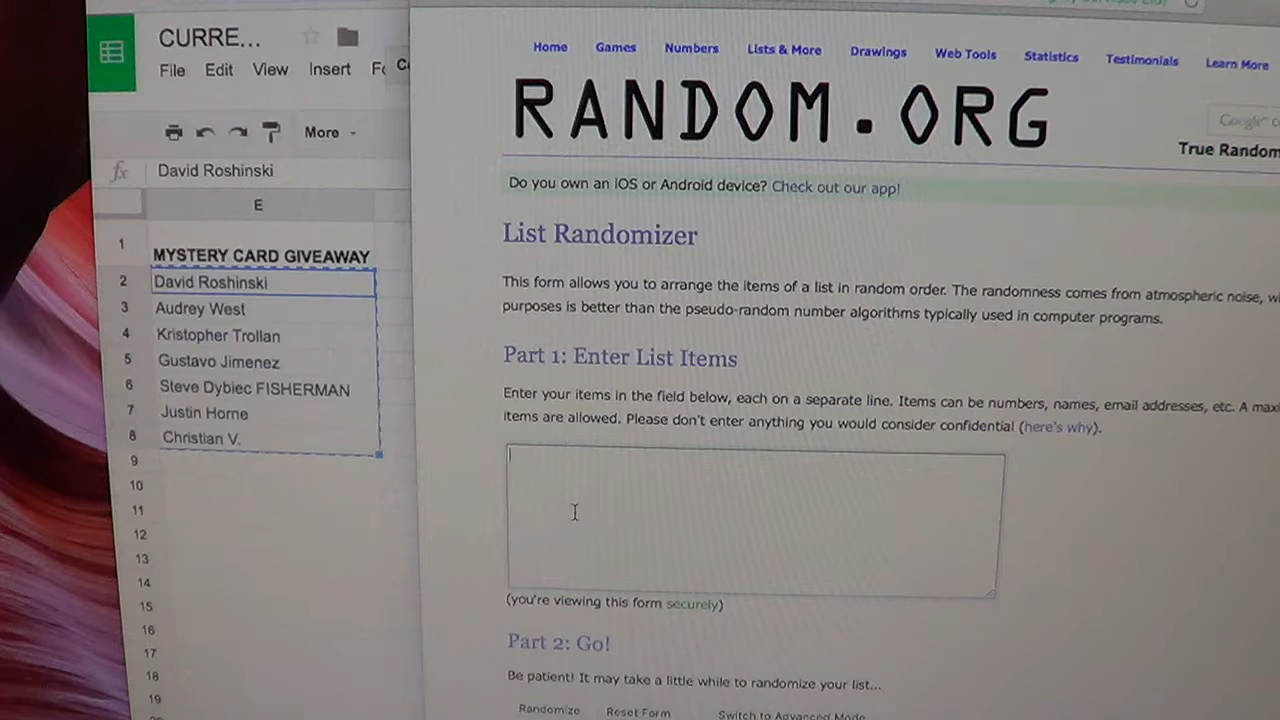 CURRE...
File Edit View Insert
More
fx David Roshinski
E
1 MYSTERY CARD GIVEAWAY
2 David Roshinski
3 Audrey West
4 Kristopher Trollan
5 Gustavo Jimenez
6 Steve Dybiec FISHERMAN
7 Justin Horne
8 Christian V.
9
10
11
12
13
14
15
16
17
18
19
Home Games Numbers Lists & More Drawings Web Tools Statistics Testimonials Learn More
RANDOM.ORG
Google
True Random
Do you own an iOS or Android device? Check out our app!
List Randomizer
This form allows you to arrange the items of a list in random order. The randomness comes from atmospheric noise,
purposes is better than the pseudo-random number algorithms typically used in computer programs.
Part 1: Enter List Items
Enter your items in the field below, each on a separate line. Items can be numbers, names, email addresses, etc. A
items are allowed. Please don't enter anything you would consider confidential (here's why).
(you're viewing this form securely)
Part 2: Go!
Be patient! It may take a little while to randomize your list...
Randomize Reset Form Switch to Advanced Mode